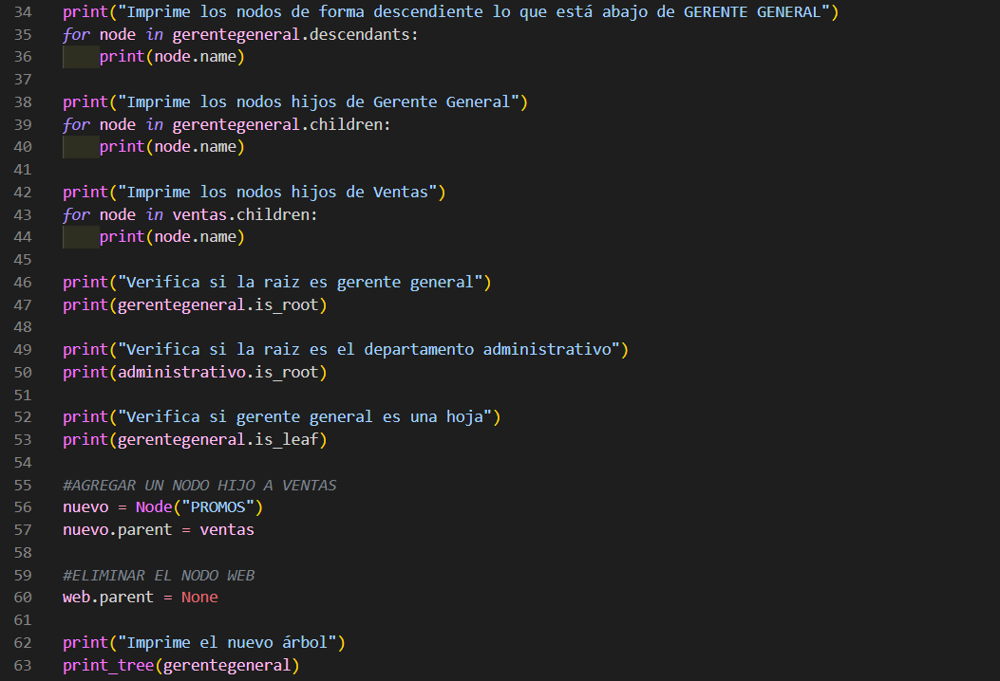 34 print("Imprime los nodos de forma descendiente lo que está abajo de GERENTE GENERAL")
35 for node in gerentegeneral.descendants:
36     print(node.name)
37
38 print("Imprime los nodos hijos de Gerente General")
39 for node in gerentegeneral.children:
40     print(node.name)
41
42 print("Imprime los nodos hijos de Ventas")
43 for node in ventas.children:
44     print(node.name)
45
46 print("Verifica si la raiz es gerente general")
47 print(gerentegeneral.is_root)
48
49 print("Verifica si la raiz es el departamento administrativo")
50 print(administrativo.is_root)
51
52 print("Verifica si gerente general es una hoja")
53 print(gerentegeneral.is_leaf)
54
55 #AGREGAR UN NODO HIJO A VENTAS
56 nuevo = Node("PROMOS")
57 nuevo.parent = ventas
58
59 #ELIMINAR EL NODO WEB
60 web.parent = None
61
62 print("Imprime el nuevo árbol")
63 print_tree(gerentegeneral)